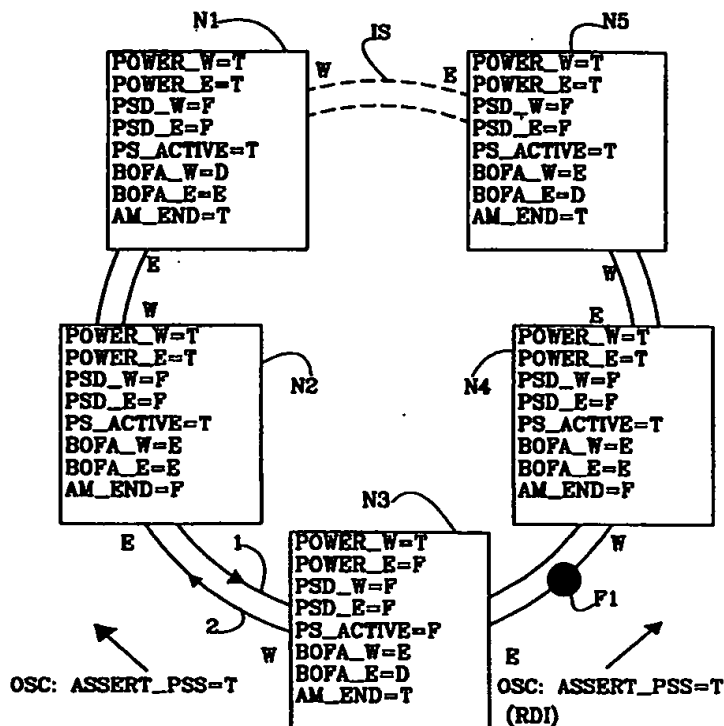 N1
IS
N5
POWER_W=T
POWER_E=T
PSD_W=F
PSD_E=F
PS_ACTIVE=T
BOFA_W=D
BOFA_E=E
AM_END=T
W
E
POWER_W=T
POWER_E=T
PSD_W=F
PSD_E=F
PS_ACTIVE=T
BOFA_W=E
BOFA_E=D
AM_END=T
E
W
W
E
POWER_W=T
POWER_E=T
PSD_W=F
PSD_E=F
PS_ACTIVE=T
BOFA_W=E
BOFA_E=E
AM_END=F
N2
N4
POWER_W=T
POWER_E=T
PSD_W=F
PSD_E=F
PS_ACTIVE=T
BOFA_W=E
BOFA_E=E
AM_END=F
N3
E
1
2
W
POWER_W=T
POWER_E=F
PSD_W=F
PSD_E=F
PS_ACTIVE=F
BOFA_W=E
BOFA_E=D
AM_END=T
W
F1
E
OSC: ASSERT_PSS=T
OSC: ASSERT_PSS=T
(RDI)